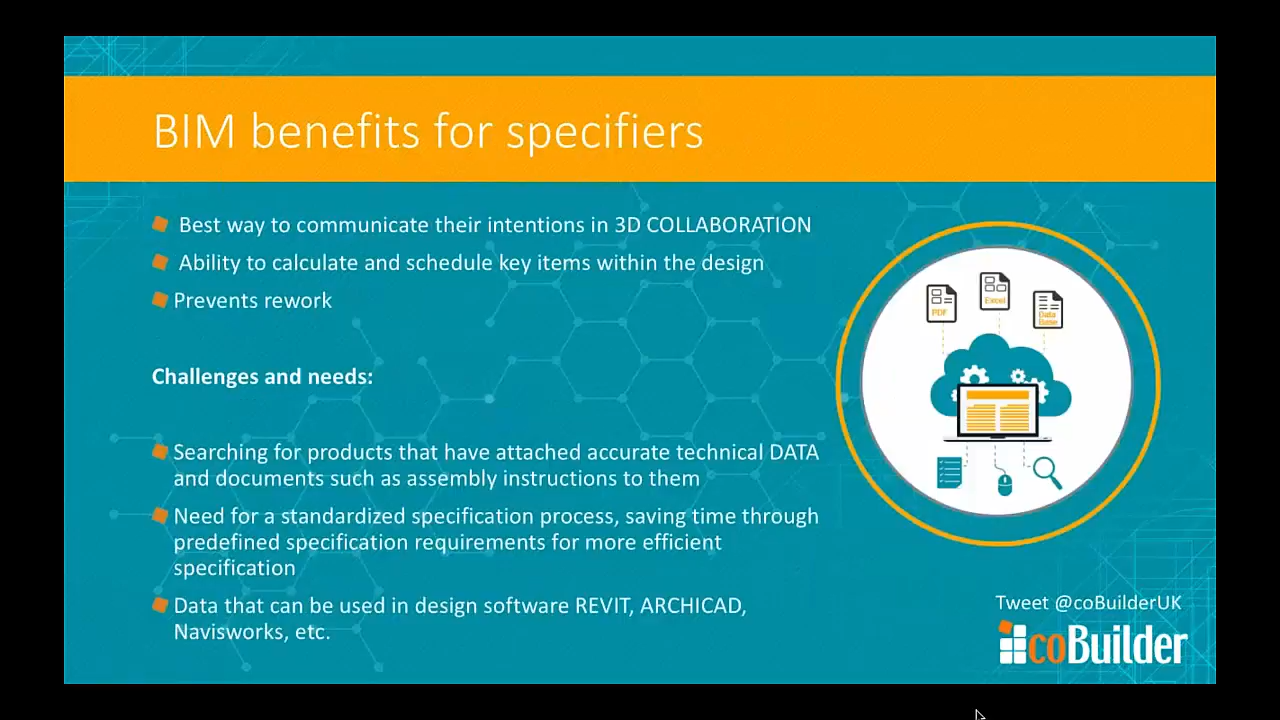 BIM benefits for specifiers
Best way to communicate their intentions in 3D COLLABORATION
Ability to calculate and schedule key items within the design
Prevents rework
Challenges and needs:
Searching for products that have attached accurate technical DATA
and documents such as assembly instructions to them
Need for a standardized specification process, saving time through
predefined specification requirements for more efficient
specification
Data that can be used in design software REVIT, ARCHICAD,
Navisworks, etc.
PDF
Excel
Data
Base
Tweet @coBuilderUK
coBuilder